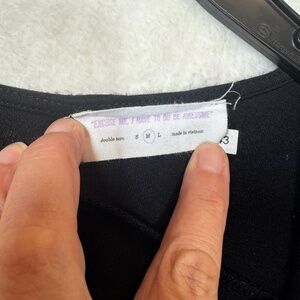 "EXCUSE ME, I HAVE TO GO BE AWESOME"
double zero S M L made in vietnam